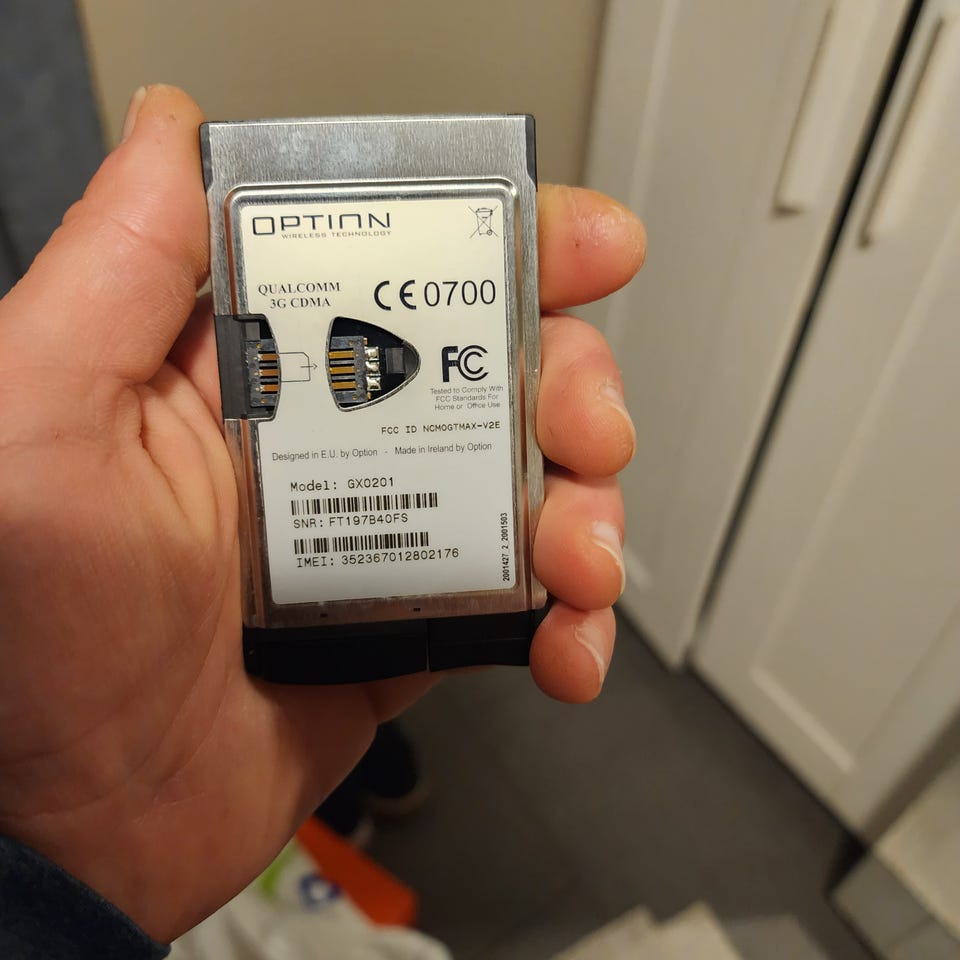 OPTION
WIRELESS TECHNOLOGY
QUALCOMM
3G CDMA
CE0700
FC
Tested to Comply With
FCC Standards For
Home or Office Use
FCC ID NCMOGTMAX-V2E
Designed in E.U. by Option - Made in Ireland by Option
Model: GX0201
SNR: FT197B40FS
IMEI: 352367012802176
2001427 2 2001503